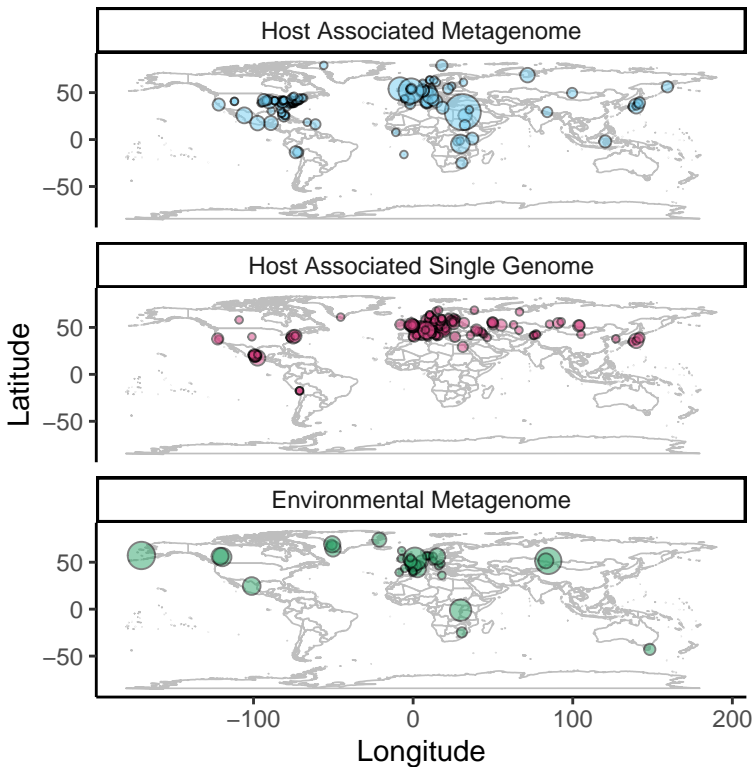 Host Associated Metagenome
50
0
−50
Host Associated Single Genome
50
0
−50
Latitude
Environmental Metagenome
50
0
−50
−100
0
100
200
Longitude